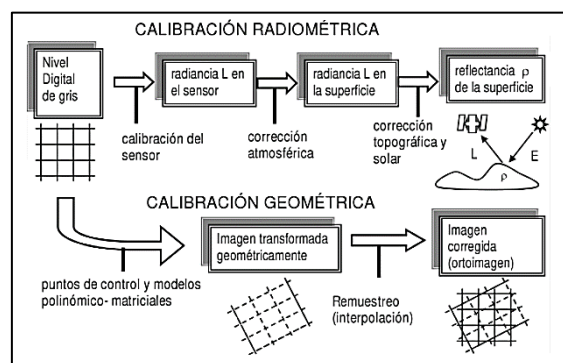 CALIBRACIÓN RADIOMÉTRICA
Nivel
Digital
de gris
radiancia L en
el sensor
radiancia L en
la superficie
reflectancia ρ
de la superficie
calibración del
sensor
corrección
atmosférica
corrección
topográfica y
solar
L
E
ρ
CALIBRACIÓN GEOMÉTRICA
Imagen transformada
geométricamente
Imagen
corregida
(ortoimagen)
puntos de control y modelos
polinómico- matriciales
Remuestreo
(interpolación)